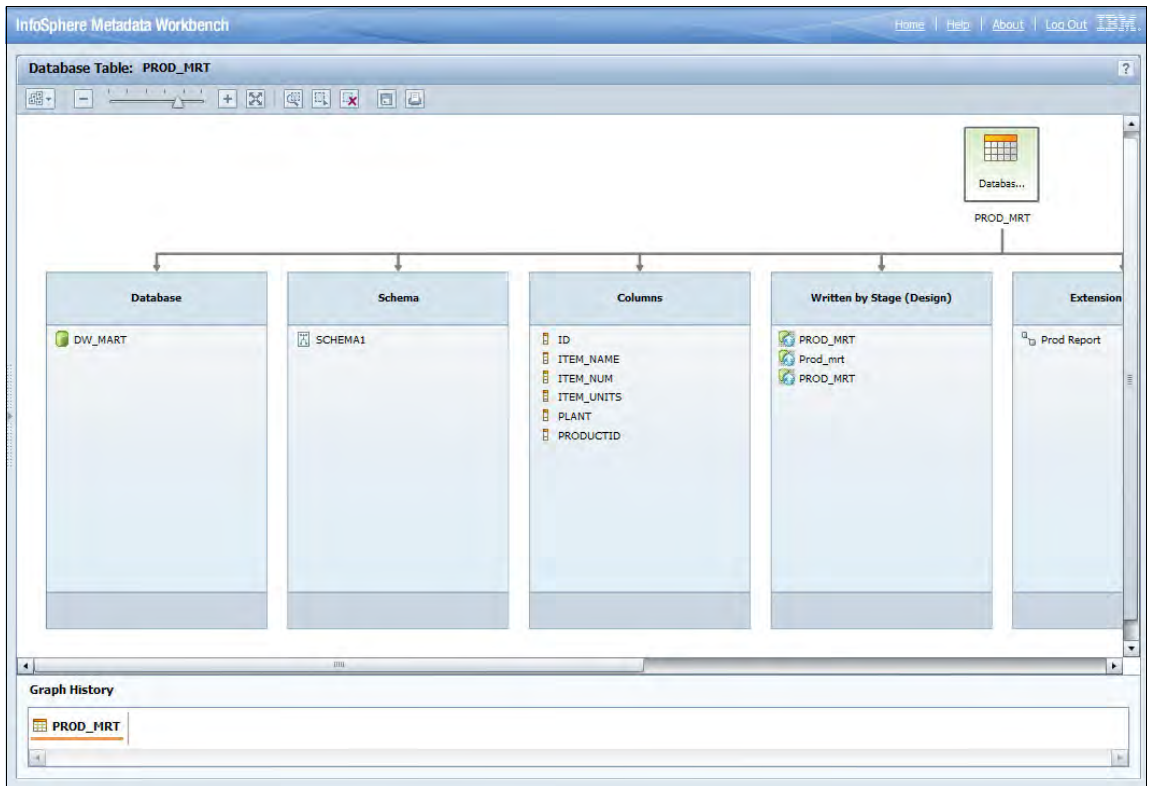 InfoSphere Metadata Workbench
Home | Help | About | Log Out IBM.
Database Table: PROD_MRT
?
Databas...
PROD_MRT
Database
DW_MART
Schema
SCHEMA1
Columns
ID
ITEM_NAME
ITEM_NUM
ITEM_UNITS
PLANT
PRODUCTID
Written by Stage (Design)
PROD_MRT
Prod_mrt
PROD_MRT
Extension
Prod Report
Graph History
PROD_MRT